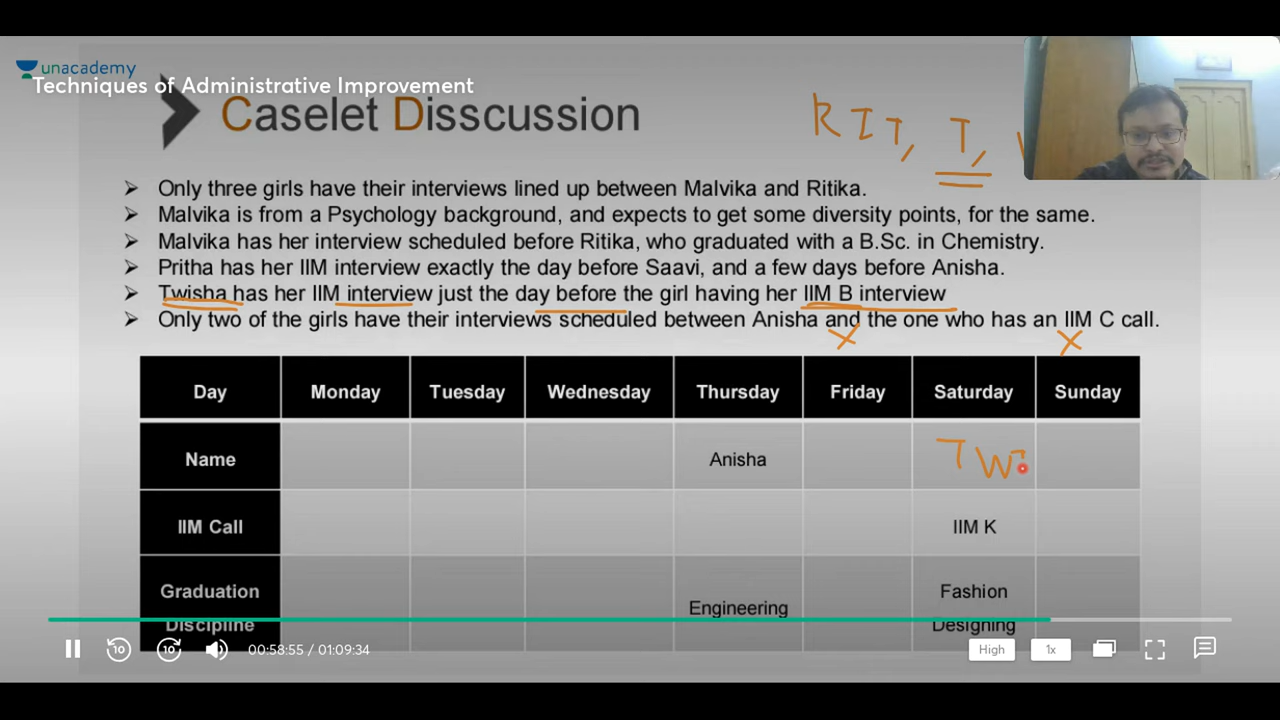 unacademy
Techniques of Administrative Improvement
Caselet Disscussion
RIT, T,
➢ Only three girls have their interviews lined up between Malvika and Ritika.
➢ Malvika is from a Psychology background, and expects to get some diversity points, for the same.
➢ Malvika has her interview scheduled before Ritika, who graduated with a B.Sc. in Chemistry.
➢ Pritha has her IIM interview exactly the day before Saavi, and a few days before Anisha.
➢ Twisha has her IIM interview just the day before the girl having her IIM B interview
➢ Only two of the girls have their interviews scheduled between Anisha and the one who has an IIM C call.
X X
Day Monday Tuesday Wednesday Thursday Friday Saturday Sunday
Name Anisha TWI
IIM Call IIM K
Graduation Discipline Engineering Fashion Designing
10 10 00:58:55 / 01:09:34 High 1x